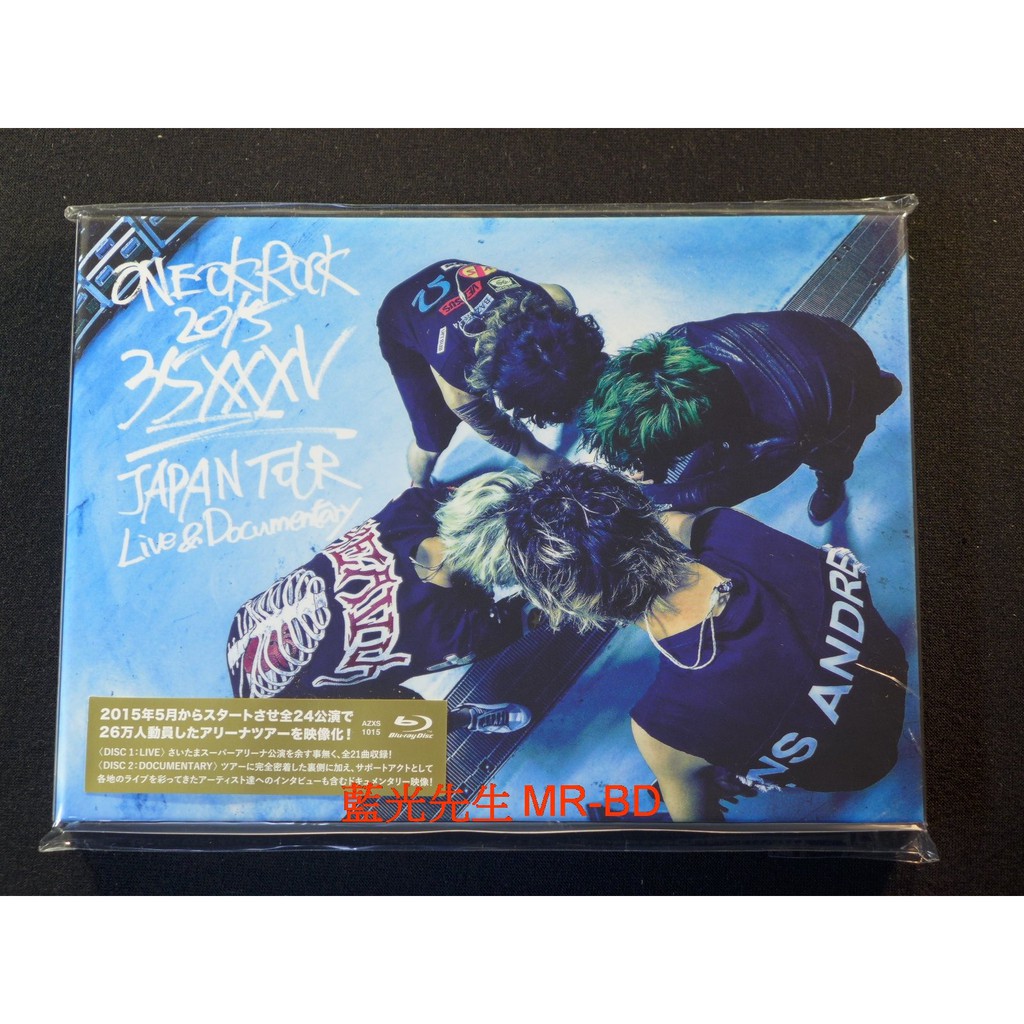 ONE OK ROCK
2015
35XXXV
JAPAN TOUR
Live & Documentary
ANS ANDRE
2015年5月からスタートさせ全24公演で
26万人動員したアリーナツアーを映像化!
〈DISC 1:LIVE〉さいたまスーパーアリーナ公演を余す事無く、全21曲収録!
〈DISC 2:DOCUMENTARY〉ツアーに完全密着した裏側に加え、サポートアクトとして
各地のライブを彩ってきたアーティスト達へのインタビューも含むドキュメンタリー映像!
AZXS
1015
Blu-ray Disc
藍光先生 MR-BD